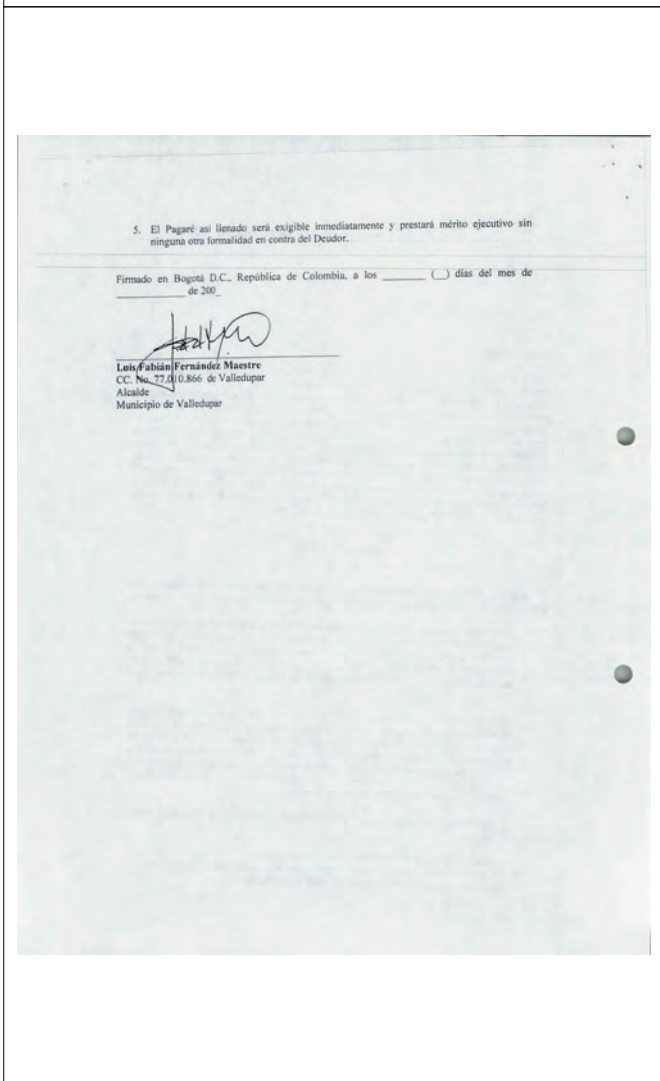 5. El Pagaré así llenado será exigible inmediatamente y prestará mérito ejecutivo sin
ninguna otra formalidad en contra del Deudor.
Firmado en Bogotá D.C., República de Colombia, a los _______ (__) días del mes de
____________ de 200_
Luis Fabián Fernández Maestre
CC. No. 77.010.866 de Valledupar
Alcalde
Municipio de Valledupar